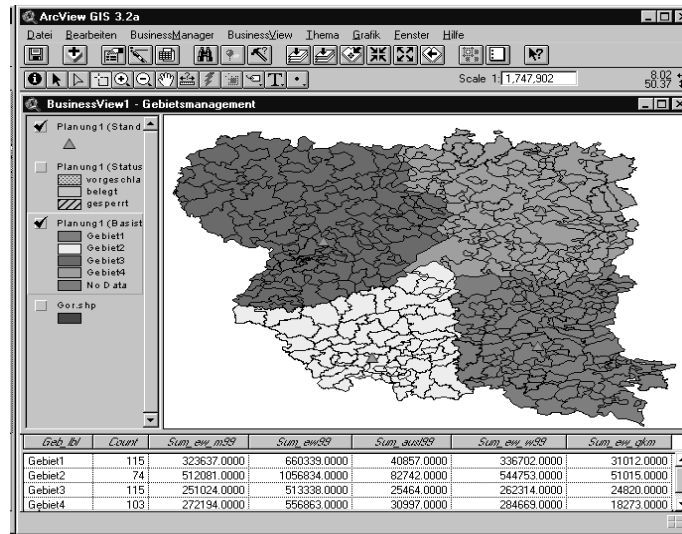 ArcView GIS 3.2a
Datei Bearbeiten BusinessManager BusinessView Thema Grafik Fenster Hilfe
Scale 1: 1,747,902
8.02
50.37
BusinessView1 - Gebietsmanagement
Planung1 (Stand
Planung1 (Status
vorgeschla
belegt
gesperrt
Planung1 (Basist
Gebiet1
Gebiet2
Gebiet3
Gebiet4
No Data
Gor.shp
Geb_lbl Count Sum_ew_m99 Sum_ew99 Sum_ausl99 Sum_ew_w99 Sum_ew_qkm
Gebiet1 115 323637.0000 660339.0000 40857.0000 336702.0000 31012.0000
Gebiet2 74 512081.0000 1056834.0000 82742.0000 544753.0000 51015.0000
Gebiet3 115 251024.0000 513338.0000 25464.0000 262314.0000 24820.0000
Gebiet4 103 272194.0000 556863.0000 30997.0000 284669.0000 18273.0000